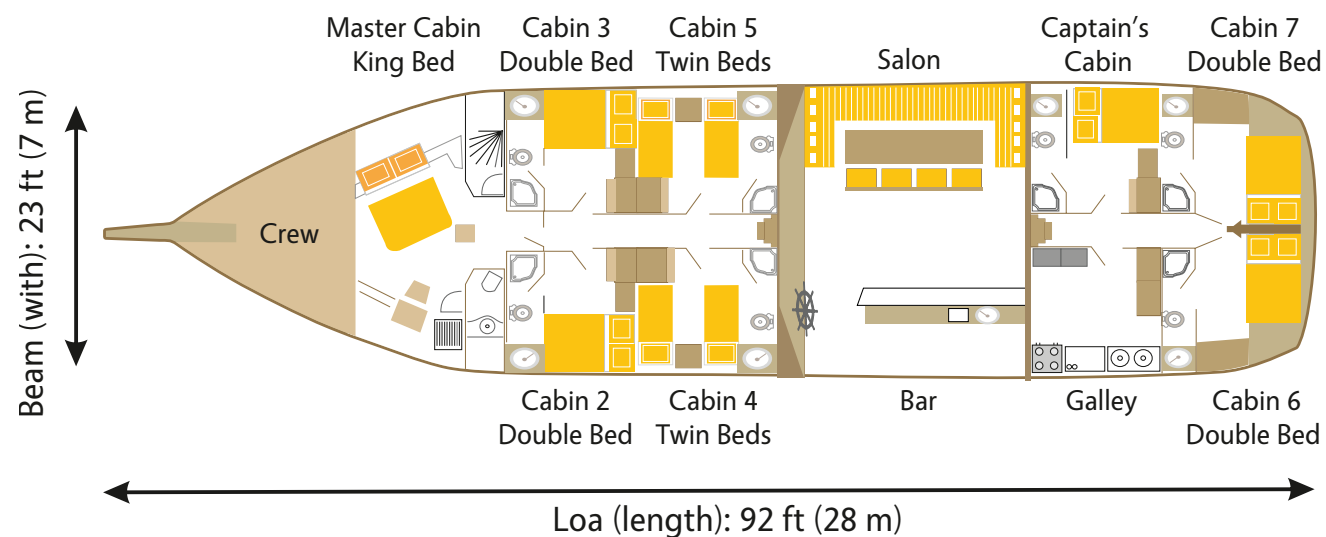 Master Cabin
King Bed
Cabin 3
Double Bed
Cabin 5
Twin Beds
Salon
Captain's
Cabin
Cabin 7
Double Bed
Beam (with): 23 ft (7 m)
Crew
Cabin 2
Double Bed
Cabin 4
Twin Beds
Bar
Galley
Cabin 6
Double Bed
Loa (length): 92 ft (28 m)